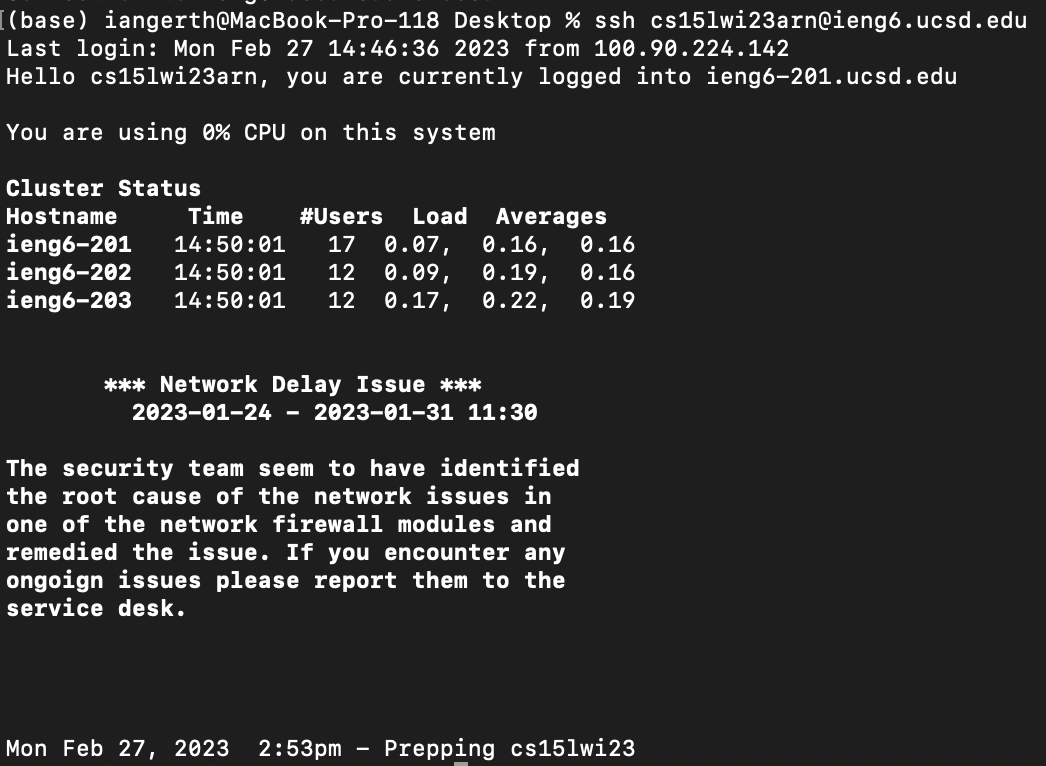 (base) iangerth@MacBook-Pro-118 Desktop % ssh cs15lwi23arn@ieng6.ucsd.edu
Last login: Mon Feb 27 14:46:36 2023 from 100.90.224.142
Hello cs15lwi23arn, you are currently logged into ieng6-201.ucsd.edu
You are using 0% CPU on this system
Cluster Status
Hostname     Time    #Users  Load  Averages
ieng6-201   14:50:01   17  0.07,  0.16,  0.16
ieng6-202   14:50:01   12  0.09,  0.19,  0.16
ieng6-203   14:50:01   12  0.17,  0.22,  0.19
*** Network Delay Issue ***
2023-01-24 - 2023-01-31 11:30
The security team seem to have identified
the root cause of the network issues in
one of the network firewall modules and
remedied the issue. If you encounter any
ongoign issues please report them to the
service desk.
Mon Feb 27, 2023  2:53pm - Prepping cs15lwi23